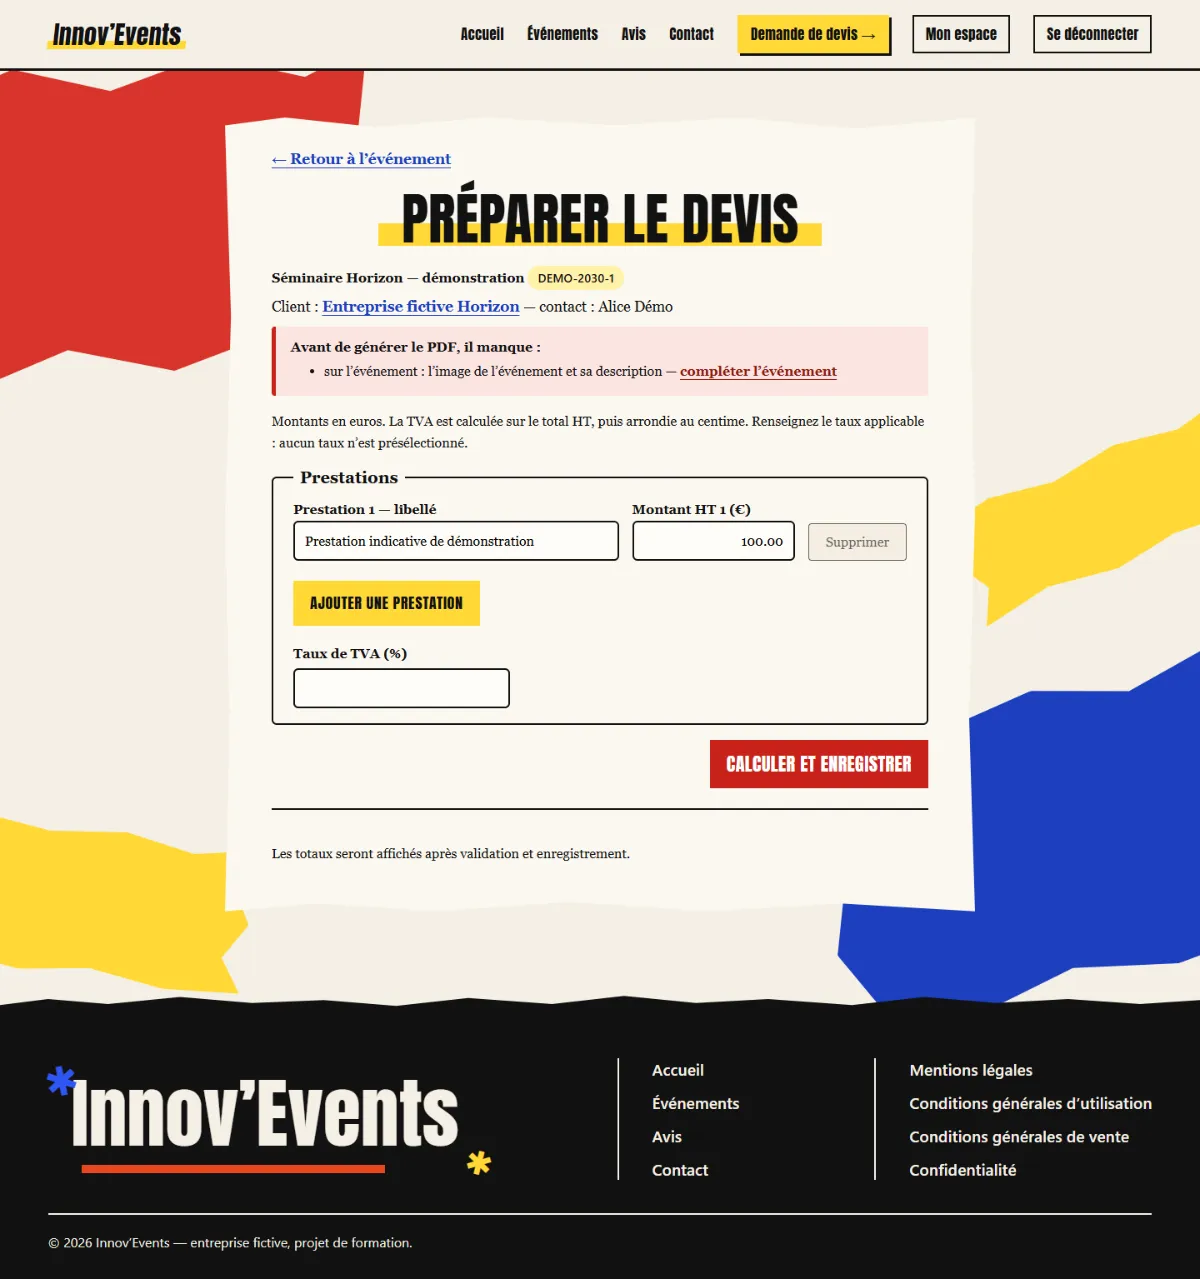 Innov’Events
Accueil
Événements
Avis
Contact
Demande de devis →
Mon espace
Se déconnecter
← Retour à l’événement
PRÉPARER LE DEVIS
Séminaire Horizon — démonstration DEMO-2030-1
Client : Entreprise fictive Horizon — contact : Alice Démo
Avant de générer le PDF, il manque :
• sur l’événement : l’image de l’événement et sa description — compléter l’événement
Montants en euros. La TVA est calculée sur le total HT, puis arrondie au centime. Renseignez le taux applicable
: aucun taux n’est présélectionné.
Prestations
Prestation 1 — libellé
Montant HT 1 (€)
Prestation indicative de démonstration
100.00
Supprimer
AJOUTER UNE PRESTATION
Taux de TVA (%)
CALCULER ET ENREGISTRER
Les totaux seront affichés après validation et enregistrement.
Innov’Events
Accueil
Événements
Avis
Contact
Mentions légales
Conditions générales d’utilisation
Conditions générales de vente
Confidentialité
© 2026 Innov’Events — entreprise fictive, projet de formation.